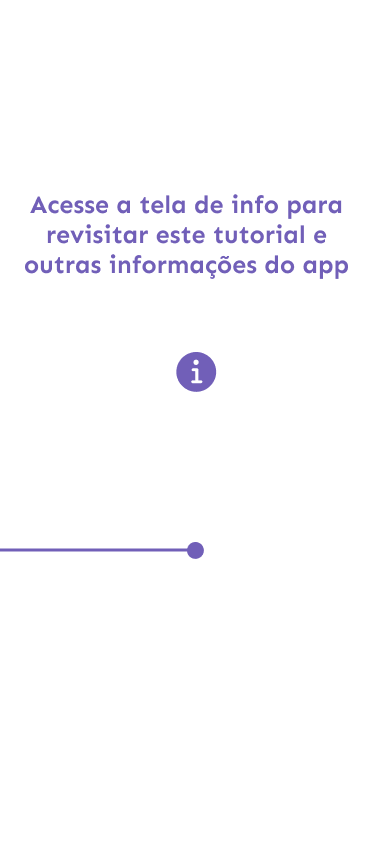 Acesse a tela de info para
revisitar este tutorial e
outras informações do app
i